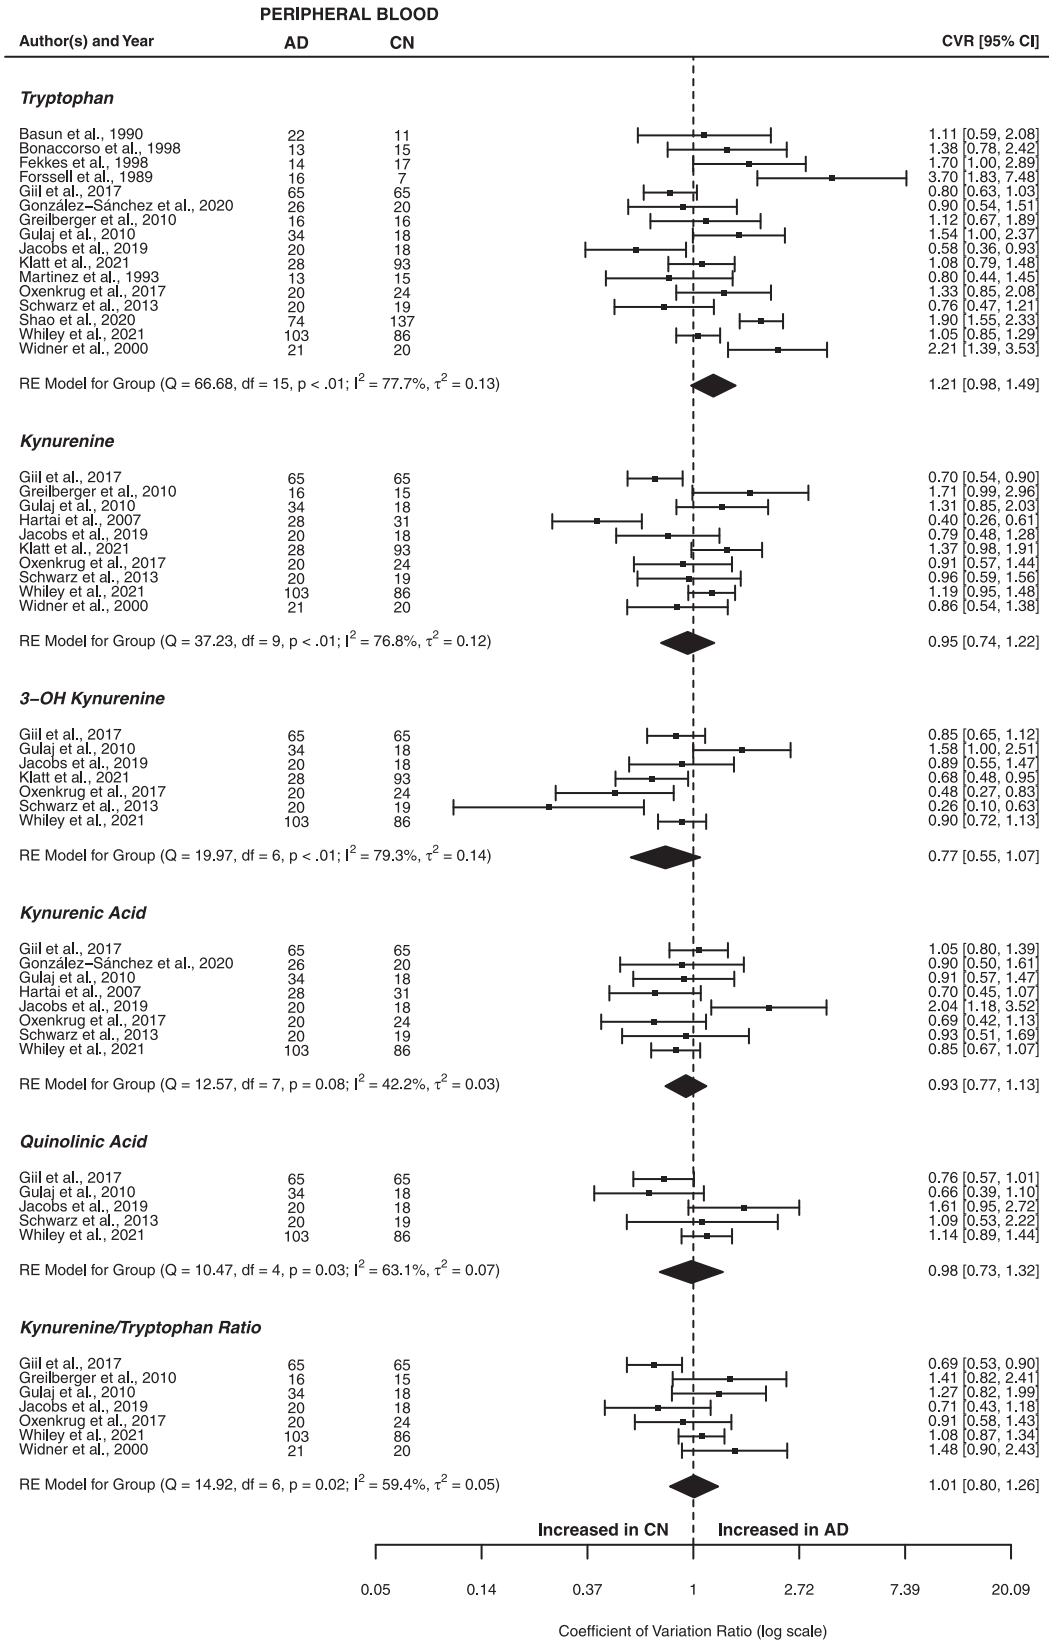 PERIPHERAL BLOOD
Author(s) and Year AD CN CVR [95% CI]
Tryptophan
Basun et al., 1990 22 11 1.11 [0.59, 2.08]
Bonaccorso et al., 1998 13 15 1.38 [0.78, 2.42]
Fekkes et al., 1998 14 17 1.70 [1.00, 2.89]
Forssell et al., 1989 16 7 3.70 [1.83, 7.48]
Giil et al., 2017 65 65 0.80 [0.63, 1.03]
González−Sánchez et al., 2020 26 20 0.90 [0.54, 1.51]
Greilberger et al., 2010 16 16 1.12 [0.67, 1.89]
Gulaj et al., 2010 34 18 1.54 [1.00, 2.37]
Jacobs et al., 2019 20 18 0.58 [0.36, 0.93]
Klatt et al., 2021 28 93 1.08 [0.79, 1.48]
Martinez et al., 1993 13 15 0.80 [0.44, 1.45]
Oxenkrug et al., 2017 20 24 1.33 [0.85, 2.08]
Schwarz et al., 2013 20 19 0.76 [0.47, 1.21]
Shao et al., 2020 74 137 1.90 [1.55, 2.33]
Whiley et al., 2021 103 86 1.05 [0.85, 1.29]
Widner et al., 2000 21 20 2.21 [1.39, 3.53]
RE Model for Group (Q = 66.68, df = 15, p < .01; I² = 77.7%, τ² = 0.13) 1.21 [0.98, 1.49]
Kynurenine
Giil et al., 2017 65 65 0.70 [0.54, 0.90]
Greilberger et al., 2010 16 15 1.71 [0.99, 2.96]
Gulaj et al., 2010 34 18 1.31 [0.85, 2.03]
Hartai et al., 2007 28 31 0.40 [0.26, 0.61]
Jacobs et al., 2019 20 18 0.79 [0.48, 1.28]
Klatt et al., 2021 28 93 1.37 [0.98, 1.91]
Oxenkrug et al., 2017 20 24 0.91 [0.57, 1.44]
Schwarz et al., 2013 20 19 0.96 [0.59, 1.56]
Whiley et al., 2021 103 86 1.19 [0.95, 1.48]
Widner et al., 2000 21 20 0.86 [0.54, 1.38]
RE Model for Group (Q = 37.23, df = 9, p < .01; I² = 76.8%, τ² = 0.12) 0.95 [0.74, 1.22]
3−OH Kynurenine
Giil et al., 2017 65 65 0.85 [0.65, 1.12]
Gulaj et al., 2010 34 18 1.58 [1.00, 2.51]
Jacobs et al., 2019 20 18 0.89 [0.55, 1.47]
Klatt et al., 2021 28 93 0.68 [0.48, 0.95]
Oxenkrug et al., 2017 20 24 0.48 [0.27, 0.83]
Schwarz et al., 2013 20 19 0.26 [0.10, 0.63]
Whiley et al., 2021 103 86 0.90 [0.72, 1.13]
RE Model for Group (Q = 19.97, df = 6, p < .01; I² = 79.3%, τ² = 0.14) 0.77 [0.55, 1.07]
Kynurenic Acid
Giil et al., 2017 65 65 1.05 [0.80, 1.39]
González−Sánchez et al., 2020 26 20 0.90 [0.50, 1.61]
Gulaj et al., 2010 34 18 0.91 [0.57, 1.47]
Hartai et al., 2007 28 31 0.70 [0.45, 1.07]
Jacobs et al., 2019 20 18 2.04 [1.18, 3.52]
Oxenkrug et al., 2017 20 24 0.69 [0.42, 1.13]
Schwarz et al., 2013 20 19 0.93 [0.51, 1.69]
Whiley et al., 2021 103 86 0.85 [0.67, 1.07]
RE Model for Group (Q = 12.57, df = 7, p = 0.08; I² = 42.2%, τ² = 0.03) 0.93 [0.77, 1.13]
Quinolinic Acid
Giil et al., 2017 65 65 0.76 [0.57, 1.01]
Gulaj et al., 2010 34 18 0.66 [0.39, 1.10]
Jacobs et al., 2019 20 18 1.61 [0.95, 2.72]
Schwarz et al., 2013 20 19 1.09 [0.53, 2.22]
Whiley et al., 2021 103 86 1.14 [0.89, 1.44]
RE Model for Group (Q = 10.47, df = 4, p = 0.03; I² = 63.1%, τ² = 0.07) 0.98 [0.73, 1.32]
Kynurenine/Tryptophan Ratio
Giil et al., 2017 65 65 0.69 [0.53, 0.90]
Greilberger et al., 2010 16 15 1.41 [0.82, 2.41]
Gulaj et al., 2010 34 18 1.27 [0.82, 1.99]
Jacobs et al., 2019 20 18 0.71 [0.43, 1.18]
Oxenkrug et al., 2017 20 24 0.91 [0.58, 1.43]
Whiley et al., 2021 103 86 1.08 [0.87, 1.34]
Widner et al., 2000 21 20 1.48 [0.90, 2.43]
RE Model for Group (Q = 14.92, df = 6, p = 0.02; I² = 59.4%, τ² = 0.05) 1.01 [0.80, 1.26]
Increased in CN Increased in AD
0.05 0.14 0.37 1 2.72 7.39 20.09
Coefficient of Variation Ratio (log scale)